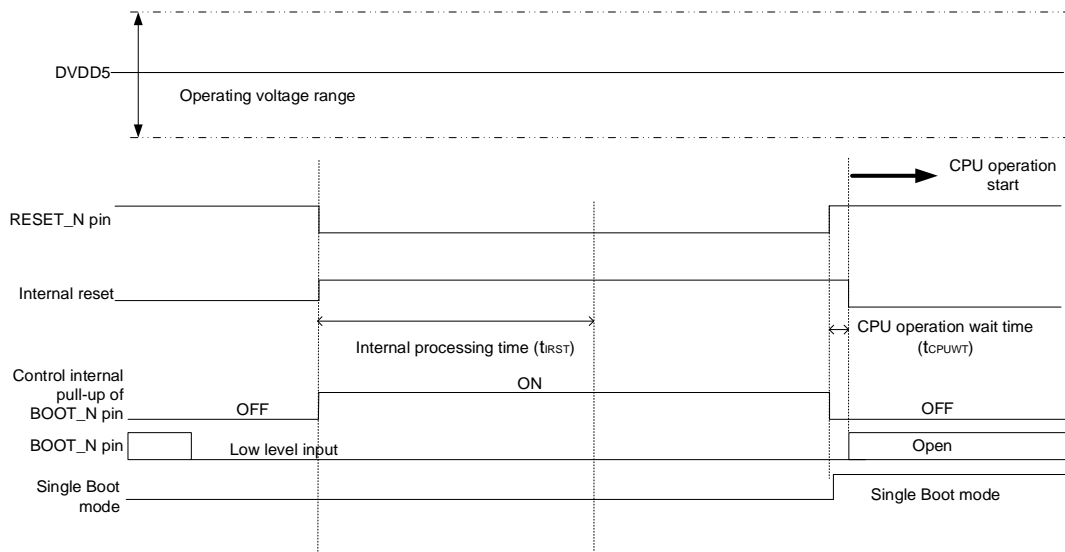 DVDD5
Operating voltage range
CPU operation
start
RESET_N pin
Internal reset
Internal processing time (tIRST)
CPU operation wait time
(tCPUWT)
Control internal
pull-up of
BOOT_N pin
OFF
ON
OFF
BOOT_N pin
Low level input
Open
Single Boot
mode
Single Boot mode